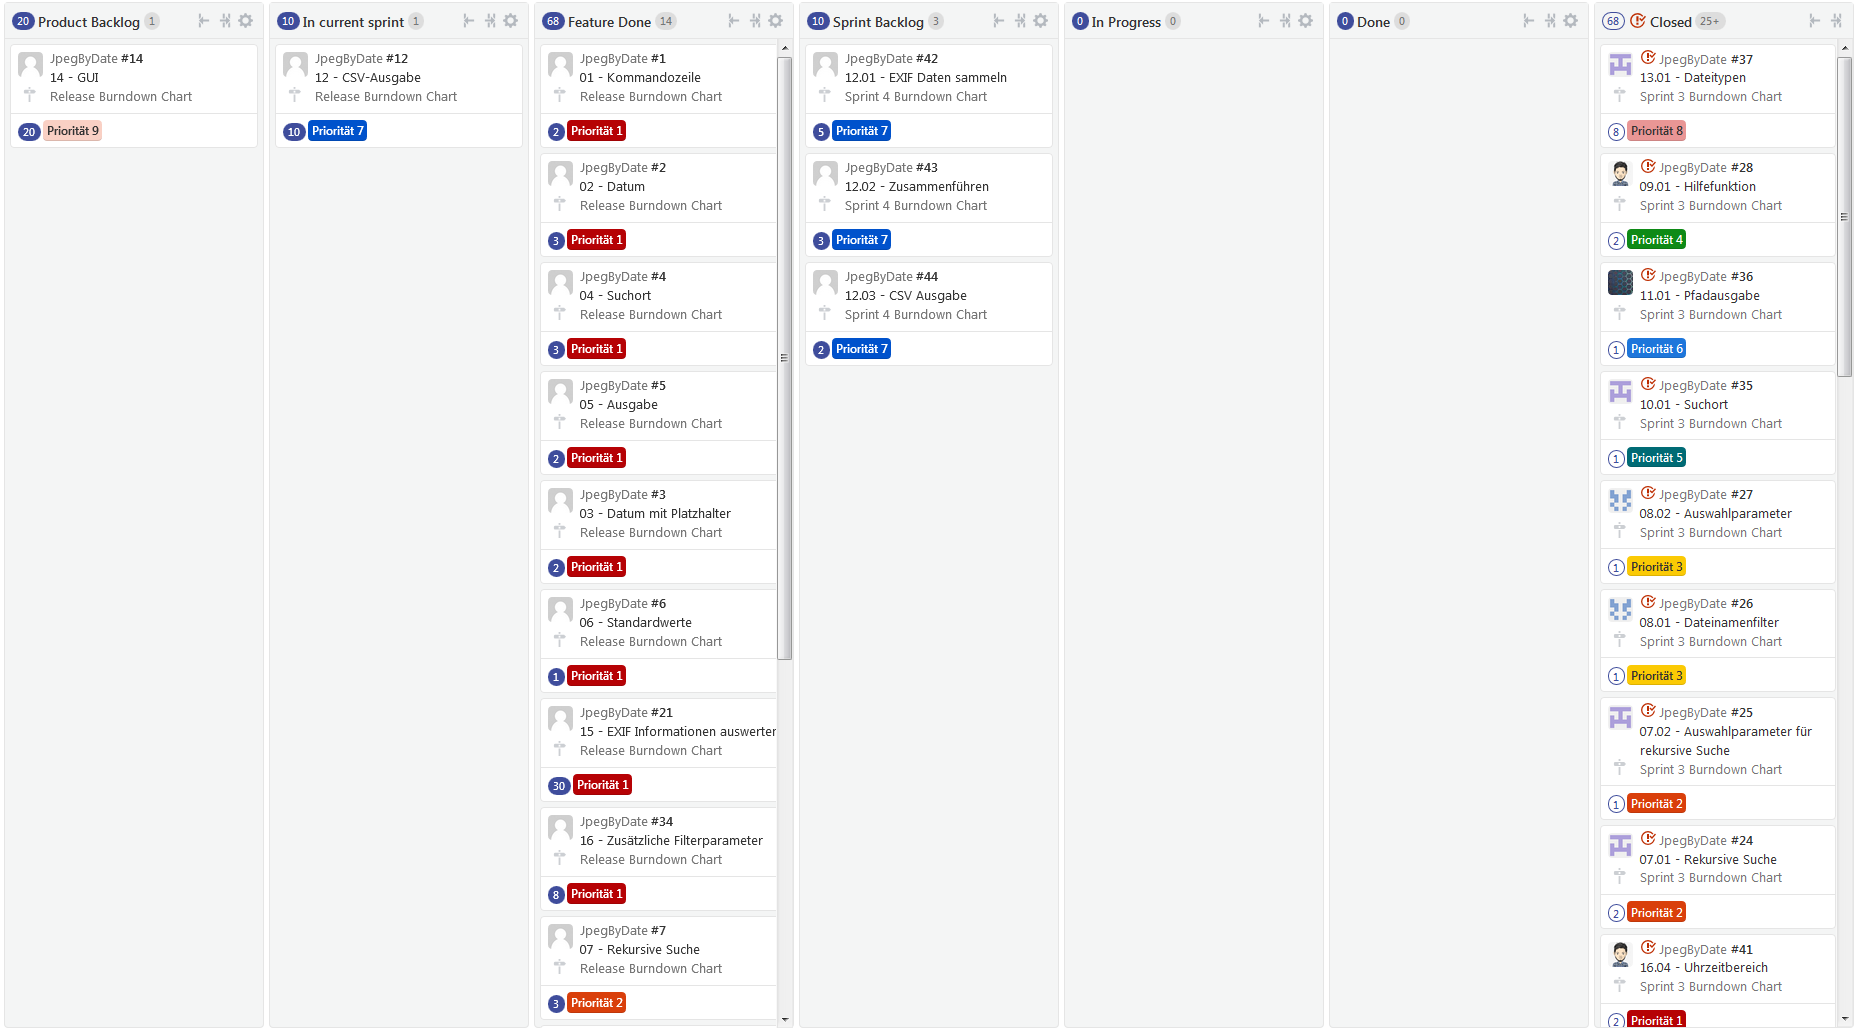 20 Product Backlog 1
JpegByDate #14
14 - GUI
Release Burndown Chart
20 Priorität 9
10 In current sprint 1
JpegByDate #12
12 - CSV-Ausgabe
Release Burndown Chart
10 Priorität 7
68 Feature Done 14
JpegByDate #1
01 - Kommandozeile
Release Burndown Chart
2 Priorität 1
JpegByDate #2
02 - Datum
Release Burndown Chart
3 Priorität 1
JpegByDate #4
04 - Suchort
Release Burndown Chart
3 Priorität 1
JpegByDate #5
05 - Ausgabe
Release Burndown Chart
2 Priorität 1
JpegByDate #3
03 - Datum mit Platzhalter
Release Burndown Chart
2 Priorität 1
JpegByDate #6
06 - Standardwerte
Release Burndown Chart
1 Priorität 1
JpegByDate #21
15 - EXIF Informationen auswerten
Release Burndown Chart
30 Priorität 1
JpegByDate #34
16 - Zusätzliche Filterparameter
Release Burndown Chart
8 Priorität 1
JpegByDate #7
07 - Rekursive Suche
Release Burndown Chart
3 Priorität 2
10 Sprint Backlog 3
JpegByDate #42
12.01 - EXIF Daten sammeln
Sprint 4 Burndown Chart
5 Priorität 7
JpegByDate #43
12.02 - Zusammenführen
Sprint 4 Burndown Chart
3 Priorität 7
JpegByDate #44
12.03 - CSV Ausgabe
Sprint 4 Burndown Chart
2 Priorität 7
0 In Progress 0
0 Done 0
68 Closed 25+
JpegByDate #37
13.01 - Dateitypen
Sprint 3 Burndown Chart
8 Priorität 8
JpegByDate #28
09.01 - Hilfefunktion
Sprint 3 Burndown Chart
2 Priorität 4
JpegByDate #36
11.01 - Pfadausgabe
Sprint 3 Burndown Chart
1 Priorität 6
JpegByDate #35
10.01 - Suchort
Sprint 3 Burndown Chart
1 Priorität 5
JpegByDate #27
08.02 - Auswahlparameter
Sprint 3 Burndown Chart
1 Priorität 3
JpegByDate #26
08.01 - Dateinamenfilter
Sprint 3 Burndown Chart
1 Priorität 3
JpegByDate #25
07.02 - Auswahlparameter für
rekursive Suche
Sprint 3 Burndown Chart
1 Priorität 2
JpegByDate #24
07.01 - Rekursive Suche
Sprint 3 Burndown Chart
2 Priorität 2
JpegByDate #41
16.04 - Uhrzeitbereich
Sprint 3 Burndown Chart
2 Priorität 1